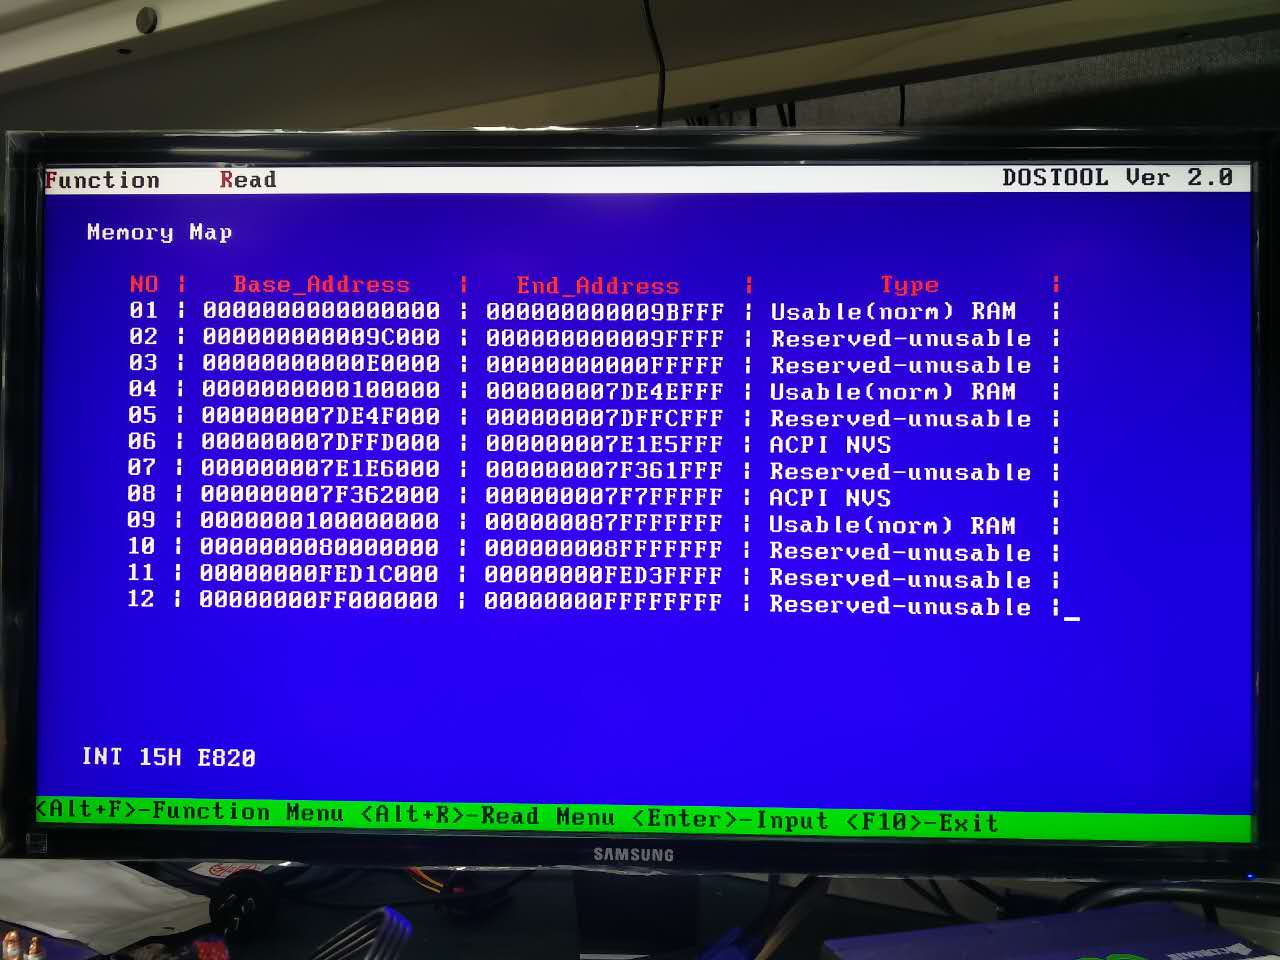 Function Read DOSTOOL Ver 2.0
Memory Map
NO ¦ Base_Address ¦ End_Address ¦ Type ¦
01 ¦ 0000000000000000 ¦ 000000000009BFFF ¦ Usable(norm) RAM ¦
02 ¦ 000000000009C000 ¦ 000000000009FFFF ¦ Reserved-unusable ¦
03 ¦ 00000000000E0000 ¦ 00000000000FFFFF ¦ Reserved-unusable ¦
04 ¦ 0000000000100000 ¦ 000000007DE4EFFF ¦ Usable(norm) RAM ¦
05 ¦ 000000007DE4F000 ¦ 000000007DFFCFFF ¦ Reserved-unusable ¦
06 ¦ 000000007DFFD000 ¦ 000000007E1E5FFF ¦ ACPI NVS ¦
07 ¦ 000000007E1E6000 ¦ 000000007F361FFF ¦ Reserved-unusable ¦
08 ¦ 000000007F362000 ¦ 000000007F7FFFFF ¦ ACPI NVS ¦
09 ¦ 0000000100000000 ¦ 000000087FFFFFFF ¦ Usable(norm) RAM ¦
10 ¦ 0000000080000000 ¦ 000000008FFFFFFF ¦ Reserved-unusable ¦
11 ¦ 00000000FED1C000 ¦ 00000000FED3FFFF ¦ Reserved-unusable ¦
12 ¦ 00000000FF000000 ¦ 00000000FFFFFFFF ¦ Reserved-unusable ¦_
INT 15H E820
<Alt+F>-Function Menu <Alt+R>-Read Menu <Enter>-Input <F10>-Exit
SAMSUNG